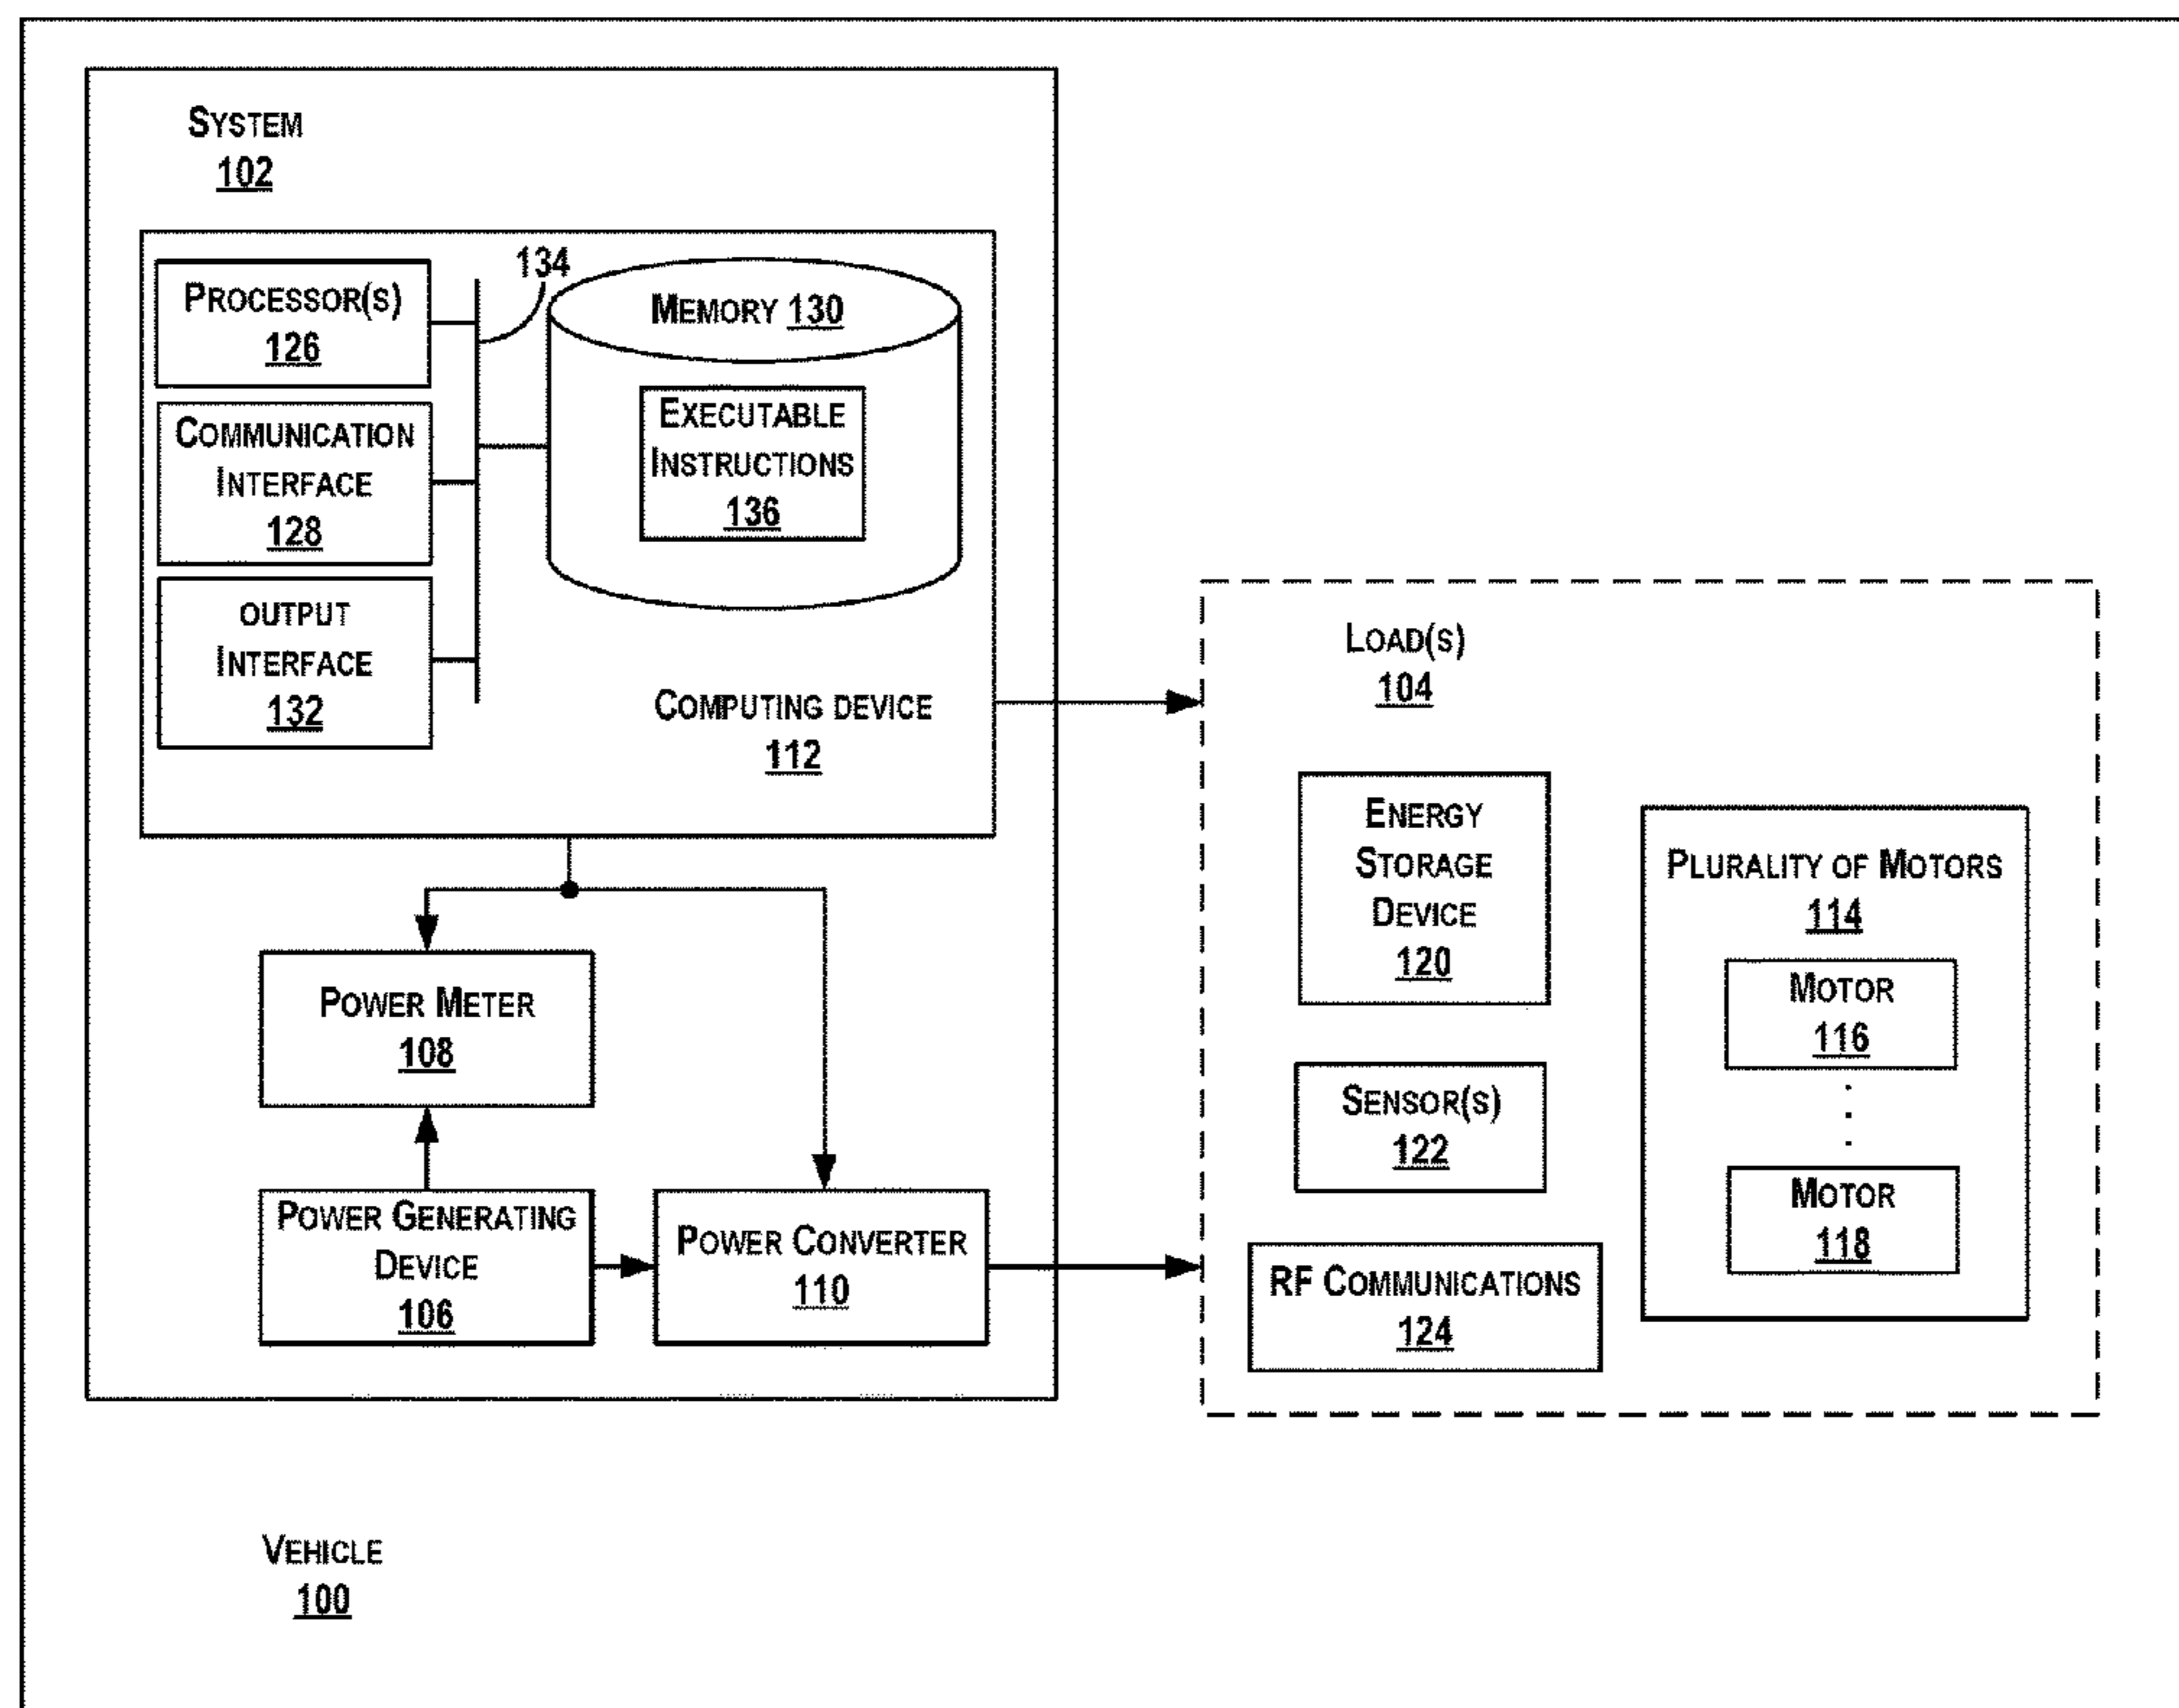 System
102
Processor(s)
126
Communication
Interface
128
output
Interface
132
134
Memory 130
Executable
Instructions
136
Computing device
112
Power Meter
108
Power Generating
Device
106
Power Converter
110
Load(s)
104
Energy
Storage
Device
120
Sensor(s)
122
RF Communications
124
Plurality of Motors
114
Motor
116
Motor
118
Vehicle
100